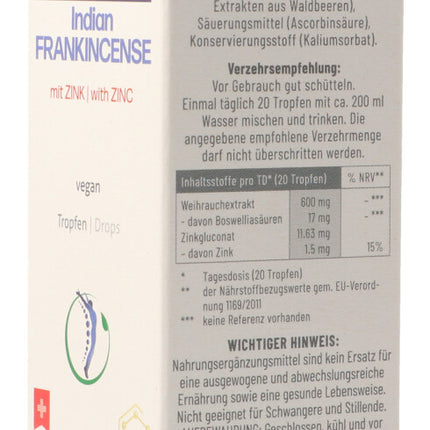 Indian
FRANKINCENSE
mit ZINK | with ZINC
vegan
Tropfen | Drops
Extrakten aus Waldbeeren),
Säuerungsmittel (Ascorbinsäure),
Konservierungsstoff (Kaliumsorbat).
Verzehrsempfehlung:
Vor Gebrauch gut schütteln.
Einmal täglich 20 Tropfen mit ca. 200 ml
Wasser mischen und trinken. Die
angegebene empfohlene Verzehrmenge
darf nicht überschritten werden.
Inhaltsstoffe pro TD* (20 Tropfen) % NRV**
Weihrauchextrakt 600 mg – ***
- davon Boswelliasäuren 17 mg – ***
Zinkgluconat 11.63 mg
– davon Zink 1.5 mg 15%
* Tagesdosis (20 Tropfen)
** der Nährstoffbezugswerte gem. EU-Verord-
nung 1169/2011
*** keine Referenz vorhanden
WICHTIGER HINWEIS:
Nahrungsergänzungsmittel sind kein Ersatz für
eine ausgewogene und abwechslungsreiche
Ernährung sowie eine gesunde Lebensweise.
Nicht geeignet für Schwangere und Stillende.
AUFBEWAHRUNG: Geschlossen, kühl und vor